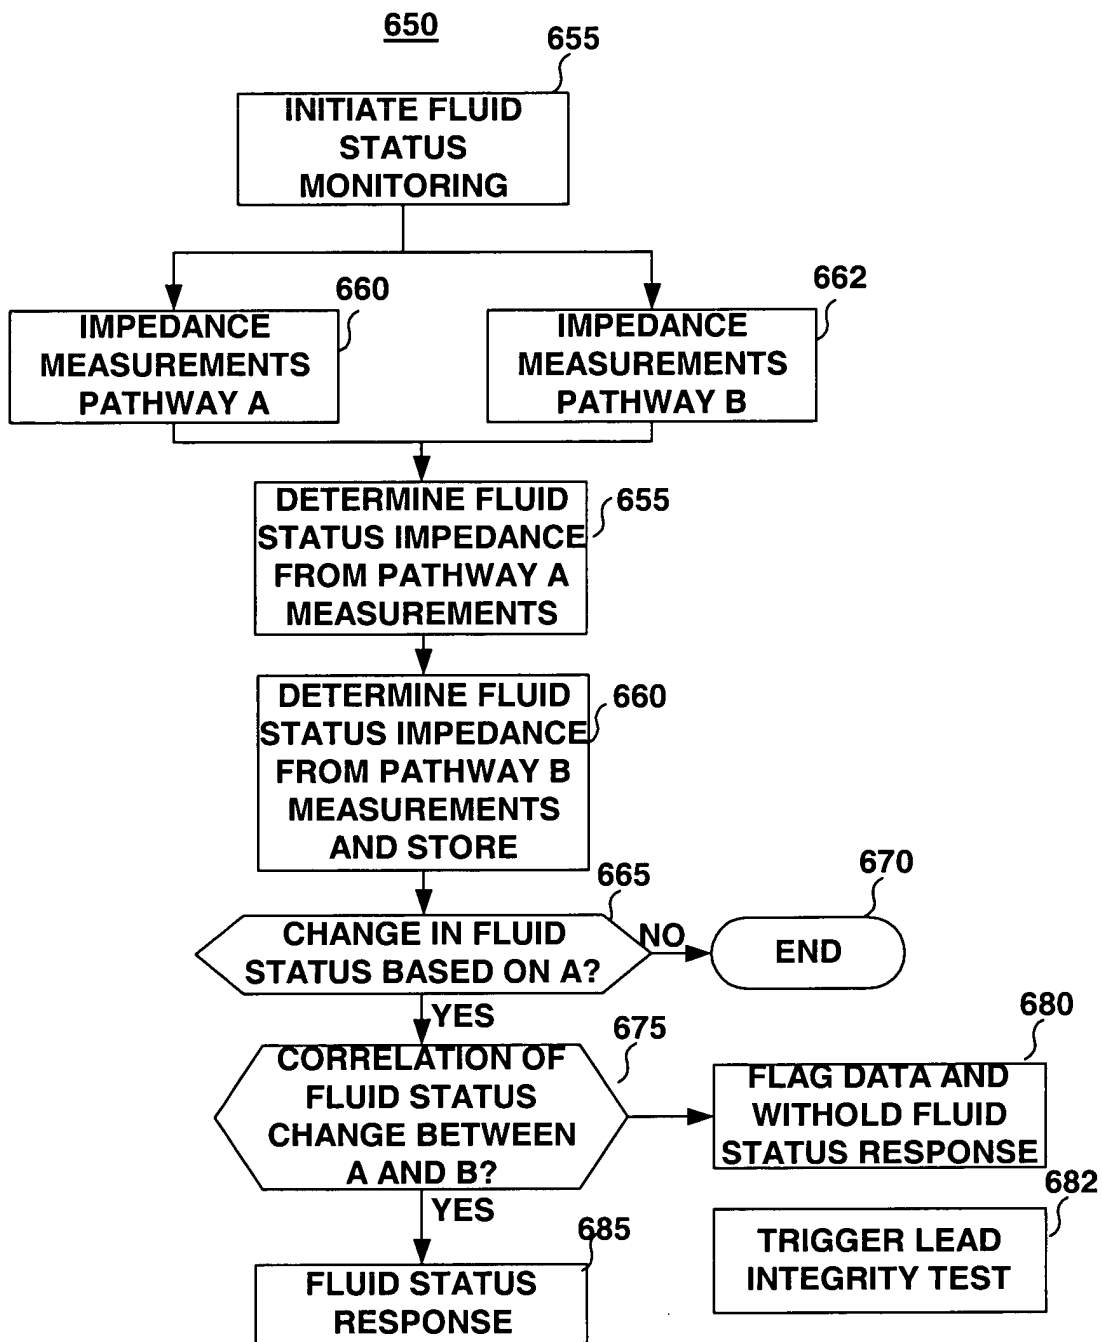 650
655
INITIATE FLUID
STATUS
MONITORING
660
IMPEDANCE
MEASUREMENTS
PATHWAY A
662
IMPEDANCE
MEASUREMENTS
PATHWAY B
655
DETERMINE FLUID
STATUS IMPEDANCE
FROM PATHWAY A
MEASUREMENTS
660
DETERMINE FLUID
STATUS IMPEDANCE
FROM PATHWAY B
MEASUREMENTS
AND STORE
665
CHANGE IN FLUID
STATUS BASED ON A?
NO
670
END
YES
675
CORRELATION OF
FLUID STATUS
CHANGE BETWEEN
A AND B?
680
FLAG DATA AND
WITHOLD FLUID
STATUS RESPONSE
YES
682
TRIGGER LEAD
INTEGRITY TEST
685
FLUID STATUS
RESPONSE